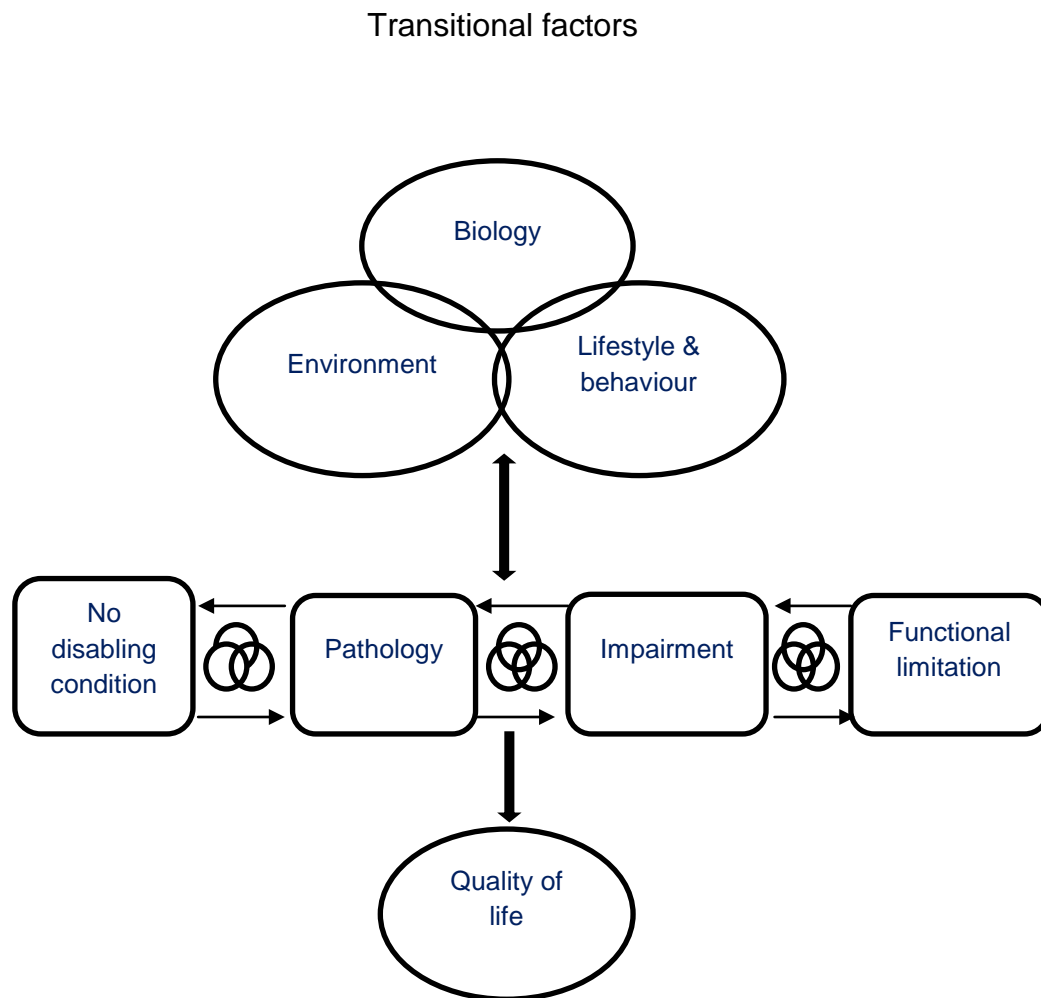 Transitional factors
Biology
Environment
Lifestyle &
behaviour
No
disabling
condition
Pathology
Impairment
Functional
limitation
Quality of
life